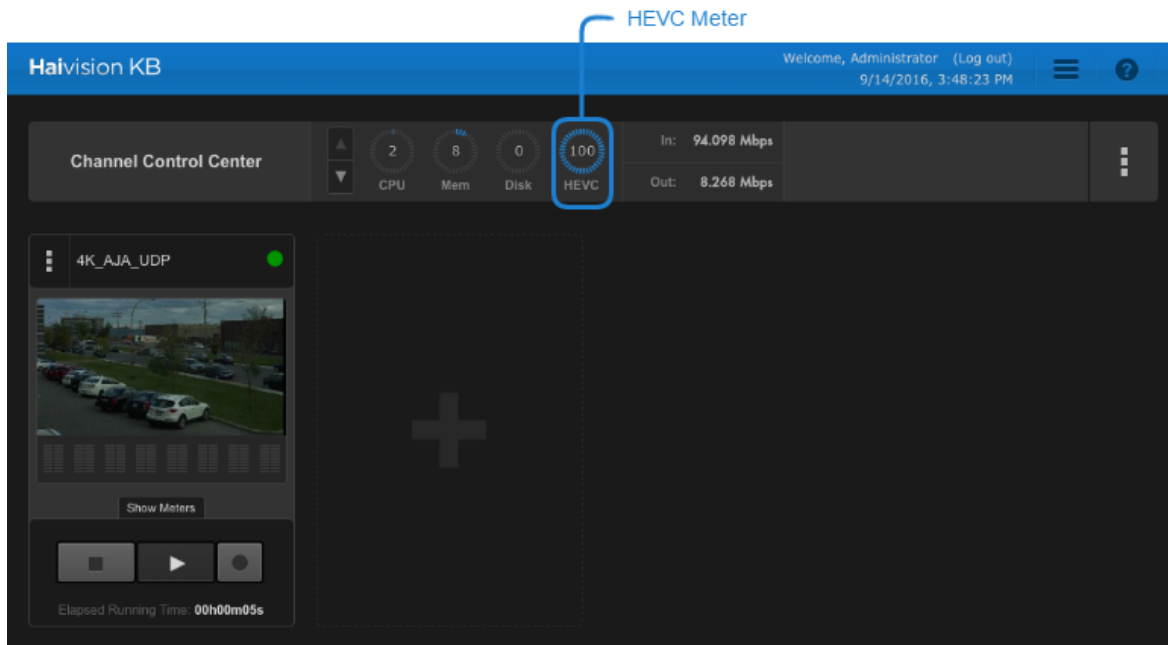 HEVC Meter
Haivision KB
Welcome, Administrator (Log out)
9/14/2016, 3:48:23 PM
?
Channel Control Center
2
CPU
8
Mem
0
Disk
100
HEVC
In: 94.098 Mbps
Out: 8.268 Mbps
4K_AJA_UDP
Show Meters
Elapsed Running Time: 00h00m05s